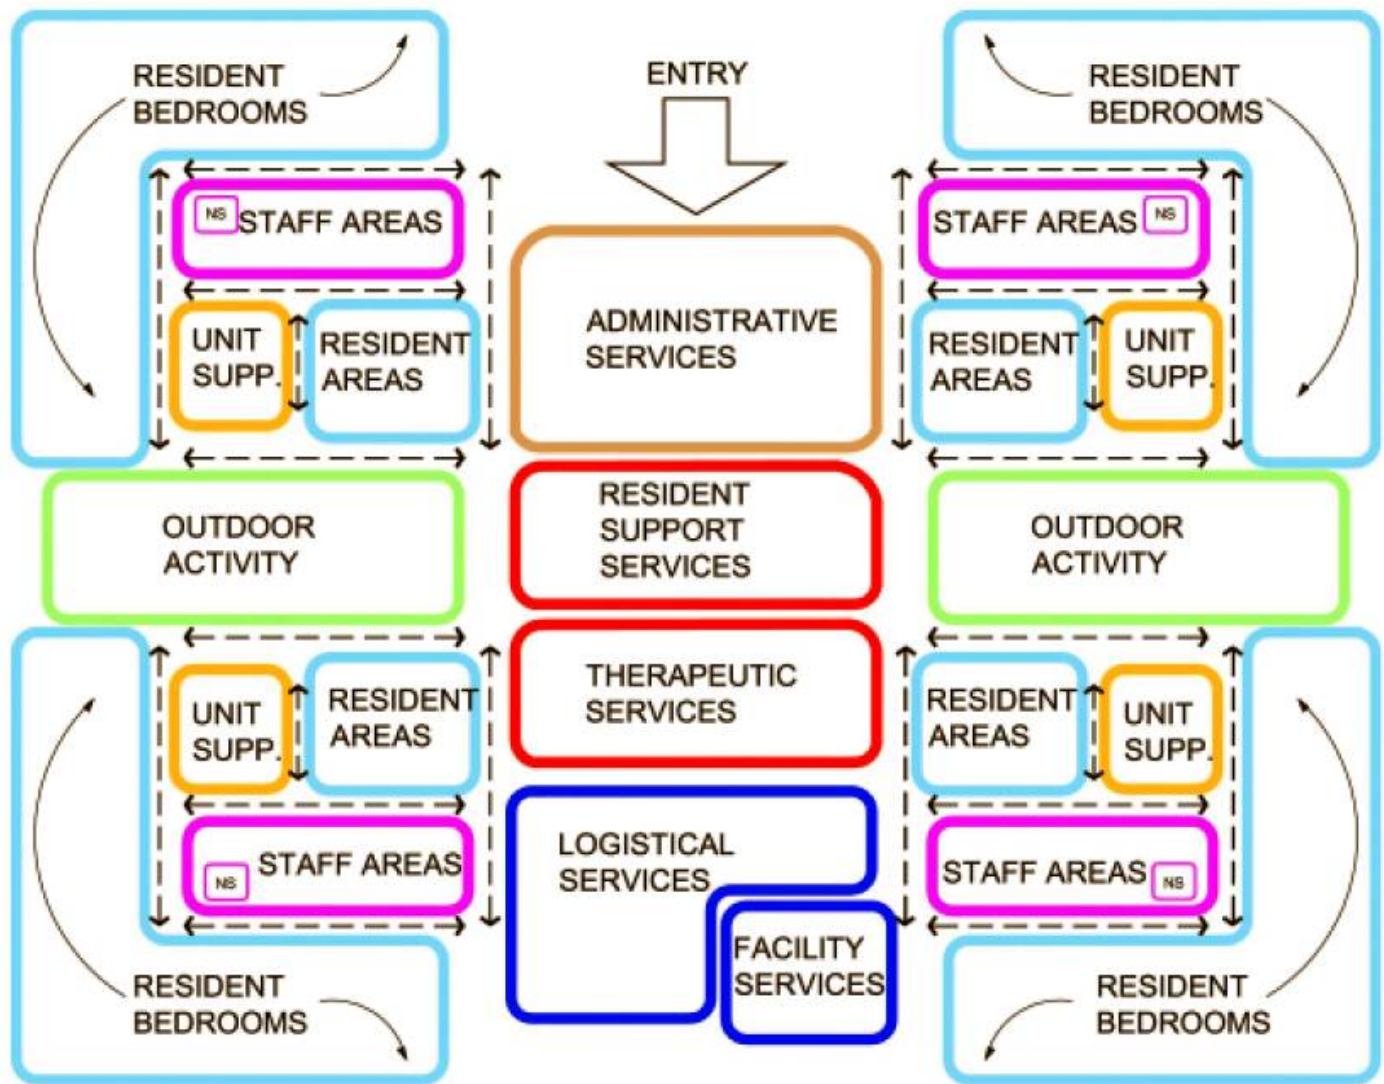 RESIDENT
BEDROOMS
ENTRY
RESIDENT
BEDROOMS
NS
STAFF AREAS
STAFF AREAS
NS
UNIT
SUPP.
RESIDENT
AREAS
ADMINISTRATIVE
SERVICES
RESIDENT
AREAS
UNIT
SUPP.
OUTDOOR
ACTIVITY
RESIDENT
SUPPORT
SERVICES
OUTDOOR
ACTIVITY
UNIT
SUPP.
RESIDENT
AREAS
THERAPEUTIC
SERVICES
RESIDENT
AREAS
UNIT
SUPP.
NS
STAFF AREAS
LOGISTICAL
SERVICES
STAFF AREAS
NS
RESIDENT
BEDROOMS
FACILITY
SERVICES
RESIDENT
BEDROOMS